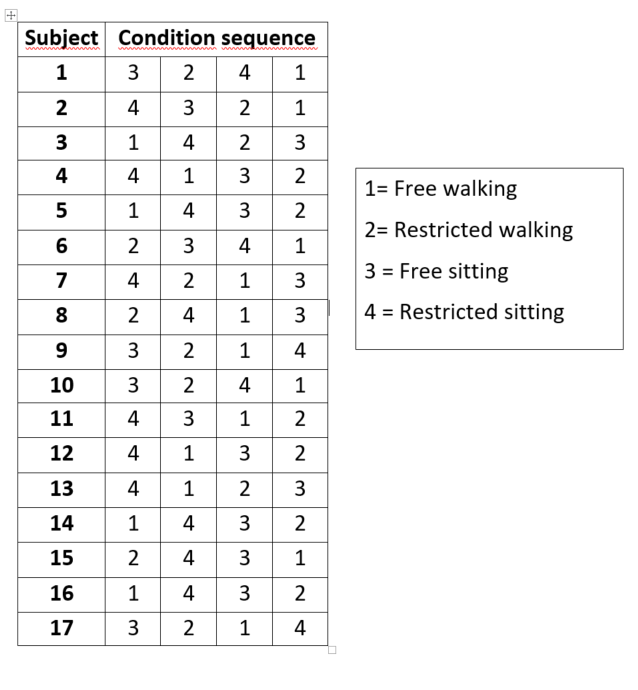 Subject Condition sequence
1 3 2 4 1
2 4 3 2 1
3 1 4 2 3
4 4 1 3 2
5 1 4 3 2
6 2 3 4 1
7 4 2 1 3
8 2 4 1 3
9 3 2 1 4
10 3 2 4 1
11 4 3 1 2
12 4 1 3 2
13 4 1 2 3
14 1 4 3 2
15 2 4 3 1
16 1 4 3 2
17 3 2 1 4
1= Free walking
2= Restricted walking
3 = Free sitting
4 = Restricted sitting